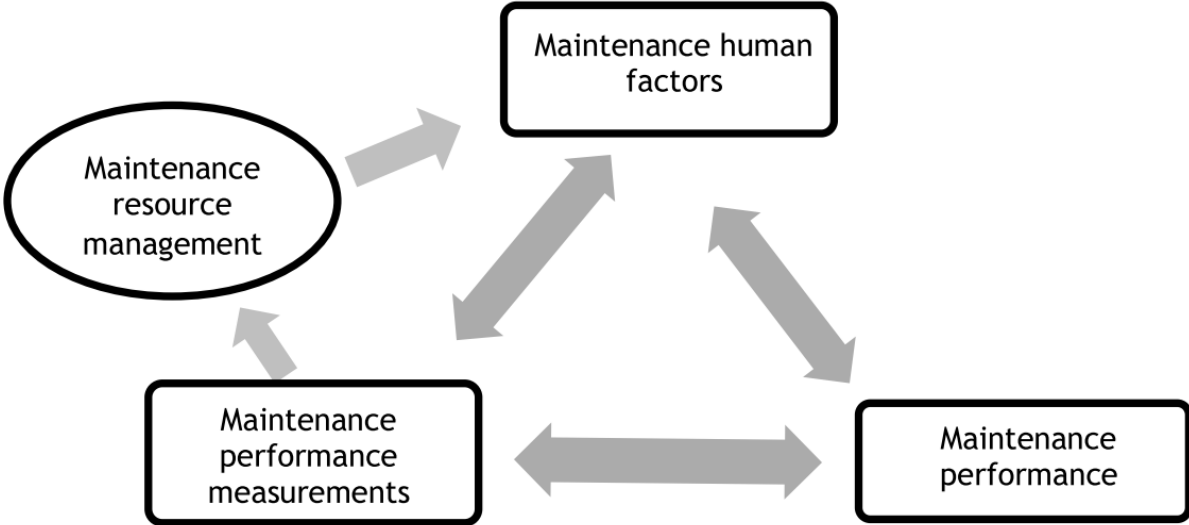 Maintenance human
factors
Maintenance
resource
management
Maintenance
performance
measurements
Maintenance
performance